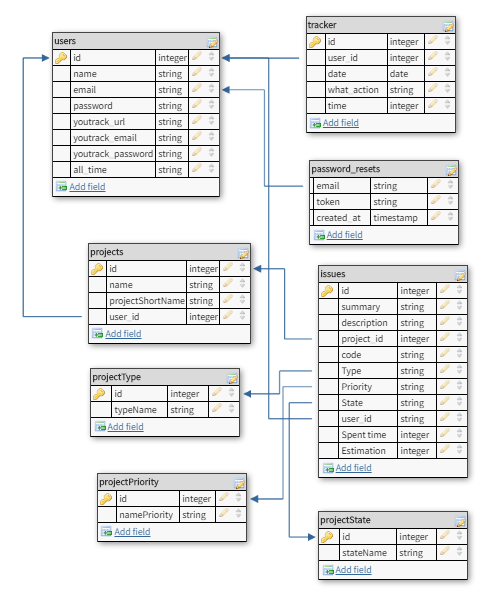 users
id integer
name string
email string
password string
youtrack_url string
youtrack_email string
youtrack_password string
all_time string
Add field
tracker
id integer
user_id integer
date date
what_action string
time integer
Add field
password_resets
email string
token string
created_at timestamp
Add field
projects
id integer
name string
projectShortName string
user_id integer
Add field
issues
id integer
summary string
description string
project_id integer
code string
Type string
Priority string
State string
user_id string
Spent time integer
Estimation integer
Add field
projectType
id integer
typeName string
Add field
projectPriority
id integer
namePriority string
Add field
projectState
id integer
stateName string
Add field